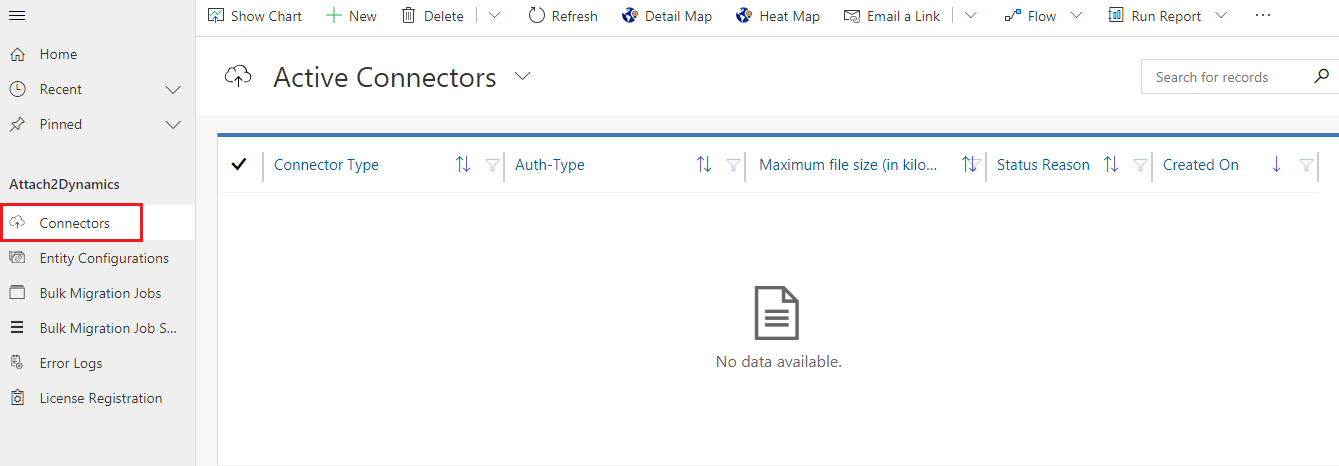 Show Chart New Delete Refresh Detail Map Heat Map Email a Link Flow Run Report ...
Home
Recent
Pinned
Active Connectors
Search for records
Connector Type Auth-Type Maximum file size (in kilo... Status Reason Created On
Attach2Dynamics
Connectors
Entity Configurations
Bulk Migration Jobs
Bulk Migration Job S...
Error Logs
License Registration
No data available.